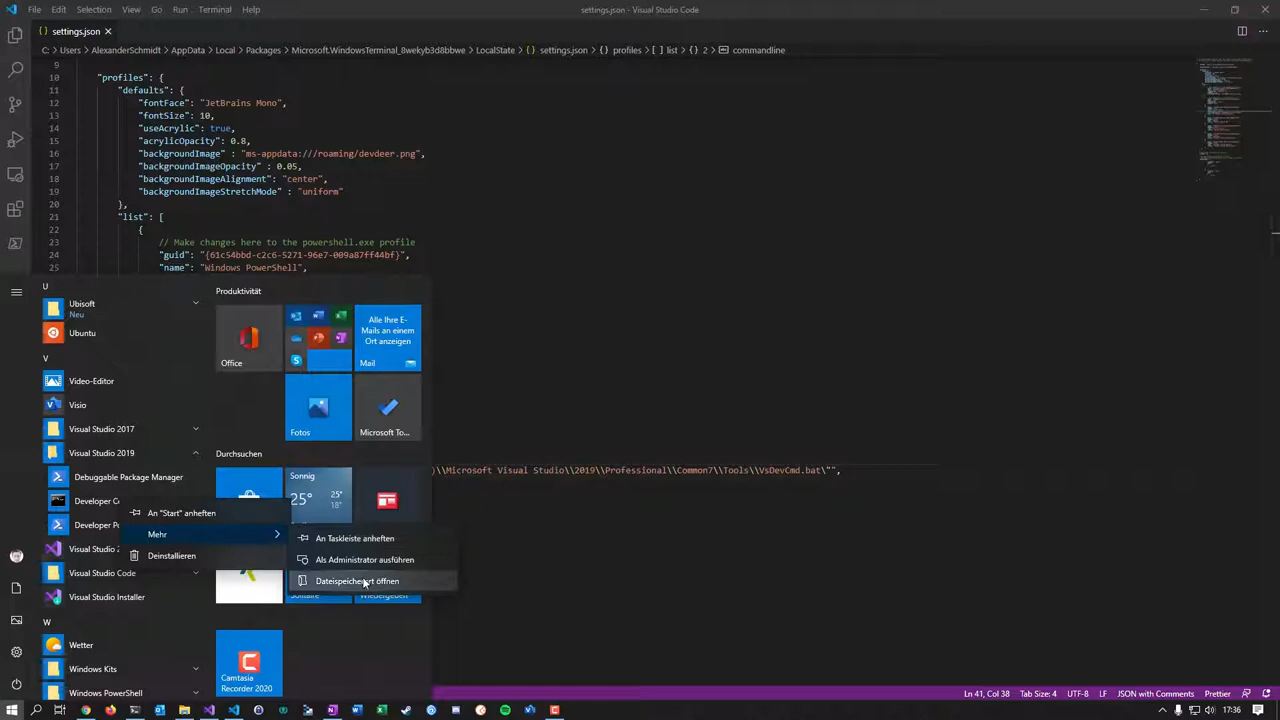 File
Edit
Selection
View
Go
Run
Terminal
Help
settings.json - Visual Studio Code
{ } settings.json
C: > Users > AlexanderSchmidt > AppData > Local > Packages > Microsoft.WindowsTerminal_8wekyb3d8bbwe > LocalState > { } settings.json > { } profiles > [ ] list > { } 2 > commandline
9
10 "profiles": {
11 "defaults": {
12 "fontFace": "JetBrains Mono",
13 "fontSize": 10,
14 "useAcrylic": true,
15 "acrylicOpacity": 0.8,
16 "backgroundImage" : "ms-appdata:///roaming/devdeer.png",
17 "backgroundImageOpacity" : 0.05,
18 "backgroundImageAlignment" : "center",
19 "backgroundImageStretchMode" : "uniform"
20 },
21 "list": [
22 {
23 // Make changes here to the powershell.exe profile
24 "guid": "{61c54bbd-c2c6-5271-96e7-009a87ff44bf}",
25 "name": "Windows PowerShell",
)\\Microsoft Visual Studio\\2019\\Professional\\Common7\\Tools\\VsDevCmd.bat\"",
U
Ubisoft
Neu
Ubuntu
V
Video-Editor
Visio
Visual Studio 2017
Visual Studio 2019
Debuggable Package Manager
Developer Co
Developer Po
Visual Studio 2
Visual Studio Code
Visual Studio Installer
W
Wetter
Windows Kits
Windows PowerShell
Produktivität
Office
Alle Ihre E-
Mails an einem
Ort anzeigen
Mail
Fotos
Microsoft To...
Durchsuchen
Sonnig
25°
25°
18°
Solitaire
Wiedergeben
Camtasia
Recorder 2020
An "Start" anheften
Mehr
Deinstallieren
An Taskleiste anheften
Als Administrator ausführen
Dateispeicherort öffnen
Ln 41, Col 38
Tab Size: 4
UTF-8
LF
JSON with Comments
Prettier
17:36